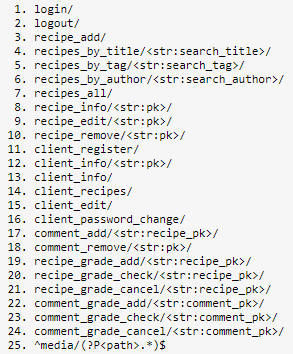 1. login/
2. logout/
3. recipe_add/
4. recipes_by_title/<str:search_title>/
5. recipes_by_tag/<str:search_tag>/
6. recipes_by_author/<str:search_author>/
7. recipes_all/
8. recipe_info/<str:pk>/
9. recipe_edit/<str:pk>/
10. recipe_remove/<str:pk>/
11. client_register/
12. client_info/<str:pk>/
13. client_info/
14. client_recipes/
15. client_edit/
16. client_password_change/
17. comment_add/<str:recipe_pk>/
18. comment_remove/<str:pk>/
19. recipe_grade_add/<str:recipe_pk>/
20. recipe_grade_check/<str:recipe_pk>/
21. recipe_grade_cancel/<str:recipe_pk>/
22. comment_grade_add/<str:comment_pk>/
23. comment_grade_check/<str:comment_pk>/
24. comment_grade_cancel/<str:comment_pk>/
25. ^media/(?P<path>.*)$